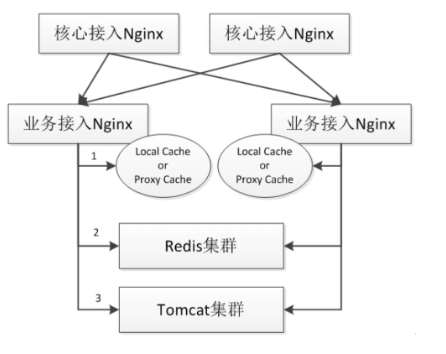 核心接入Nginx
核心接入Nginx
业务接入Nginx
业务接入Nginx
1
Local Cache
or
Proxy Cache
Local Cache
or
Proxy Cache
2
Redis集群
3
Tomcat集群